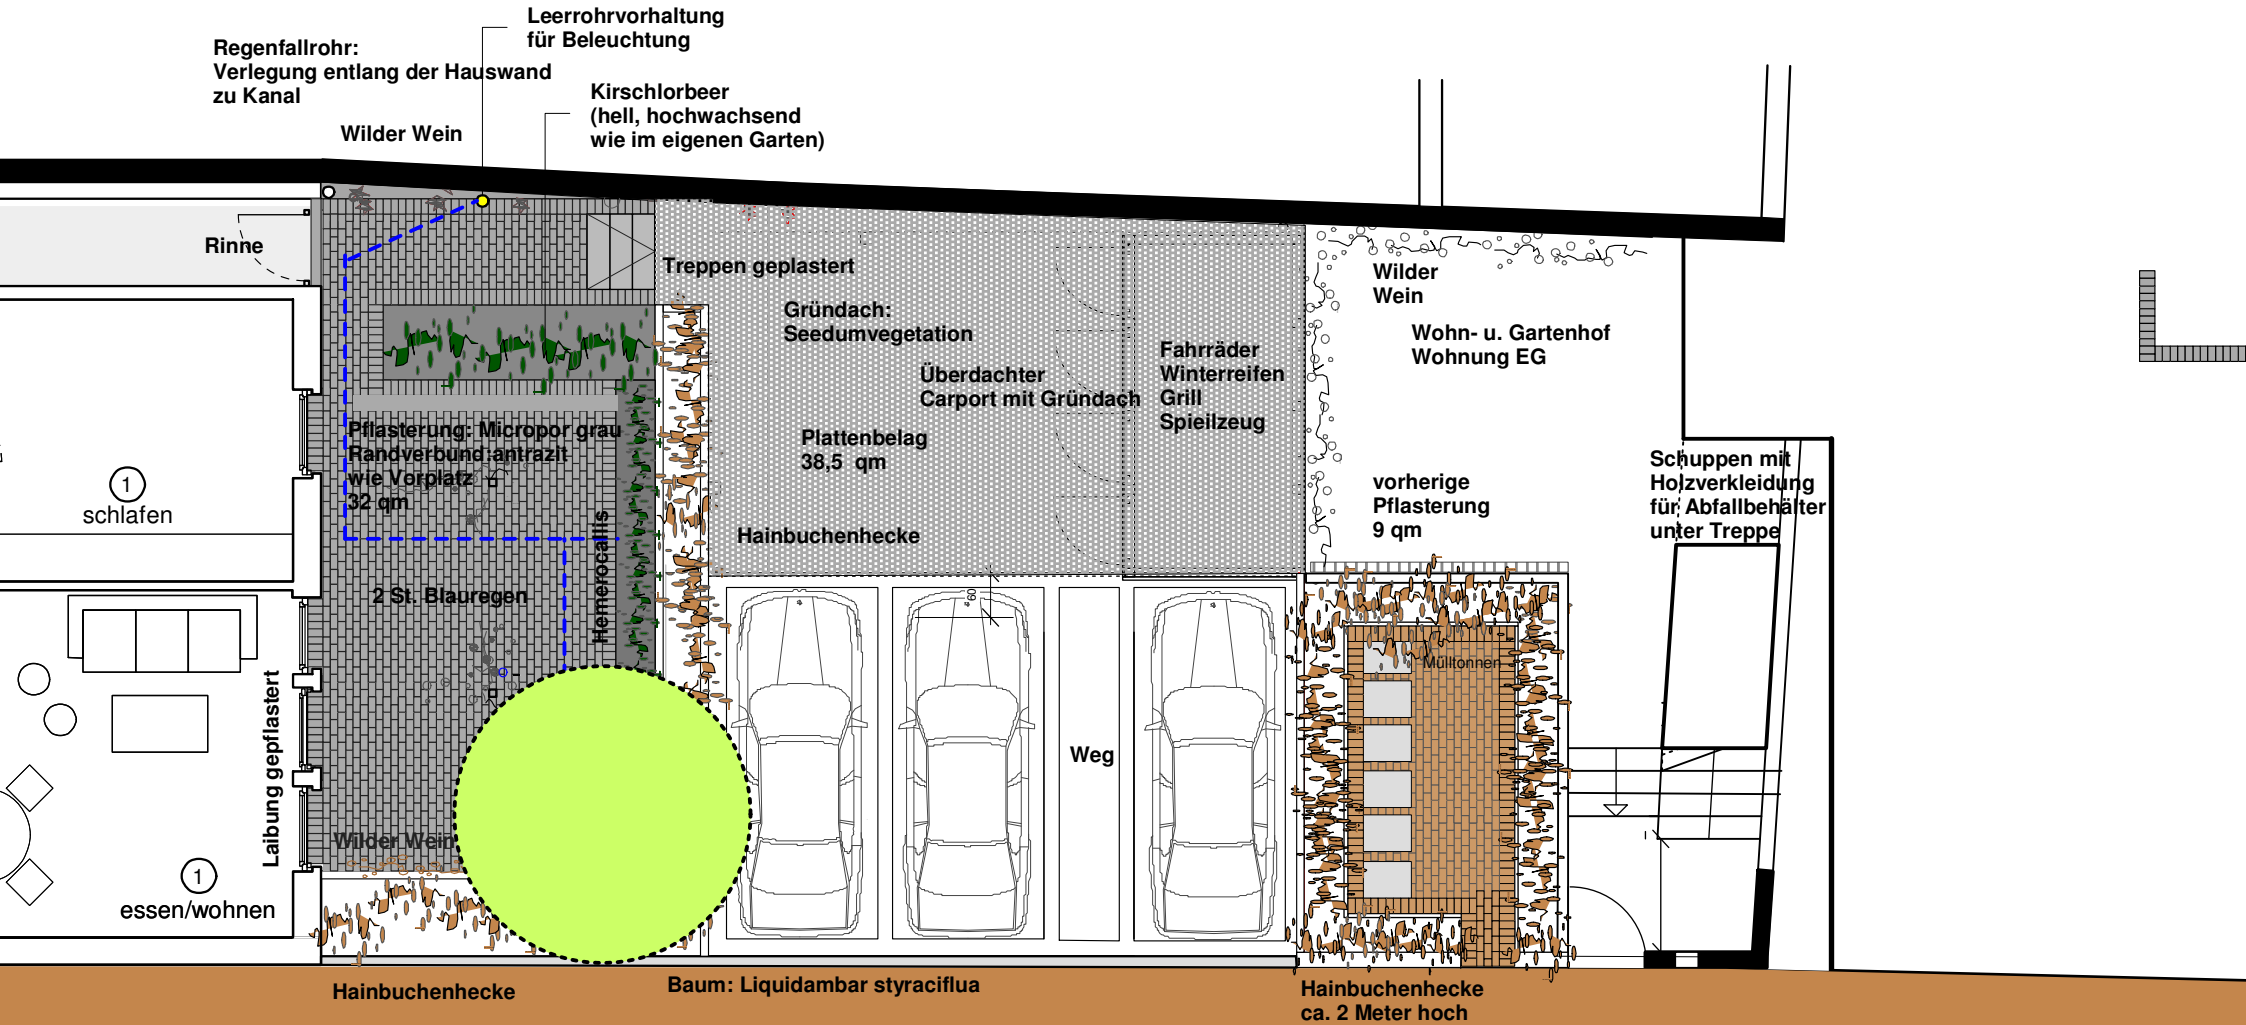 Leerrohrvorhaltung
für Beleuchtung
Regenfallrohr:
Verlegung entlang der Hauswand
zu Kanal
Kirschlorbeer
(hell, hochwachsend
wie im eigenen Garten)
Wilder Wein
Rinne
Treppen geplastert
Gründach:
Seedumvegetation
Überdachter
Carport mit Gründach
Fahrräder
Winterreifen
Grill
Spieilzeug
Wilder
Wein
Wohn- u. Gartenhof
Wohnung EG
Pflasterung: Micropor grau
Randverbund:antrazit
wie Vorplatz
32 qm
Plattenbelag
38,5 qm
vorherige
Pflasterung
9 qm
Schuppen mit
Holzverkleidung
für Abfallbehälter
unter Treppe
1
schlafen
Hainbuchenhecke
Hemerocallis
2 St. Blauregen
60
Mülltonnen
Laibung gepflastert
Weg
Wilder Wein
1
essen/wohnen
Hainbuchenhecke
Baum: Liquidambar styraciflua
Hainbuchenhecke
ca. 2 Meter hoch